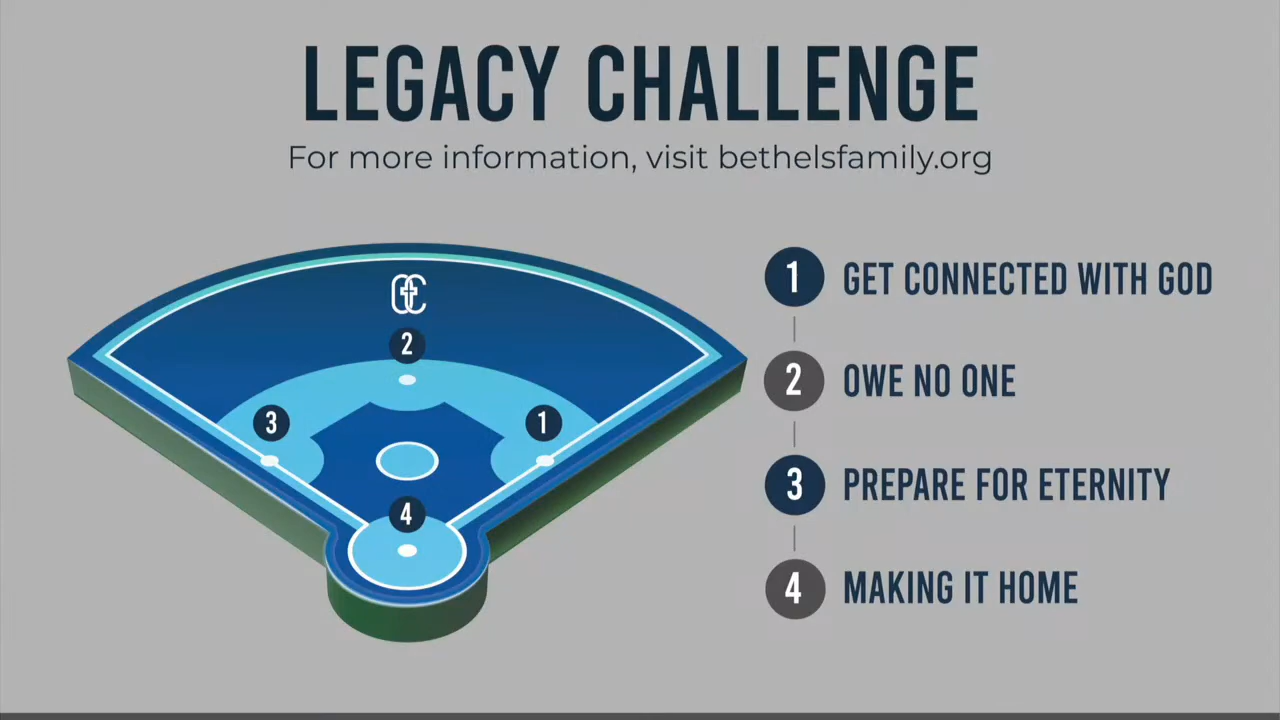 LEGACY CHALLENGE
For more information, visit bethelsfamily.org
2
3
1
4
1 GET CONNECTED WITH GOD
2 OWE NO ONE
3 PREPARE FOR ETERNITY
4 MAKING IT HOME